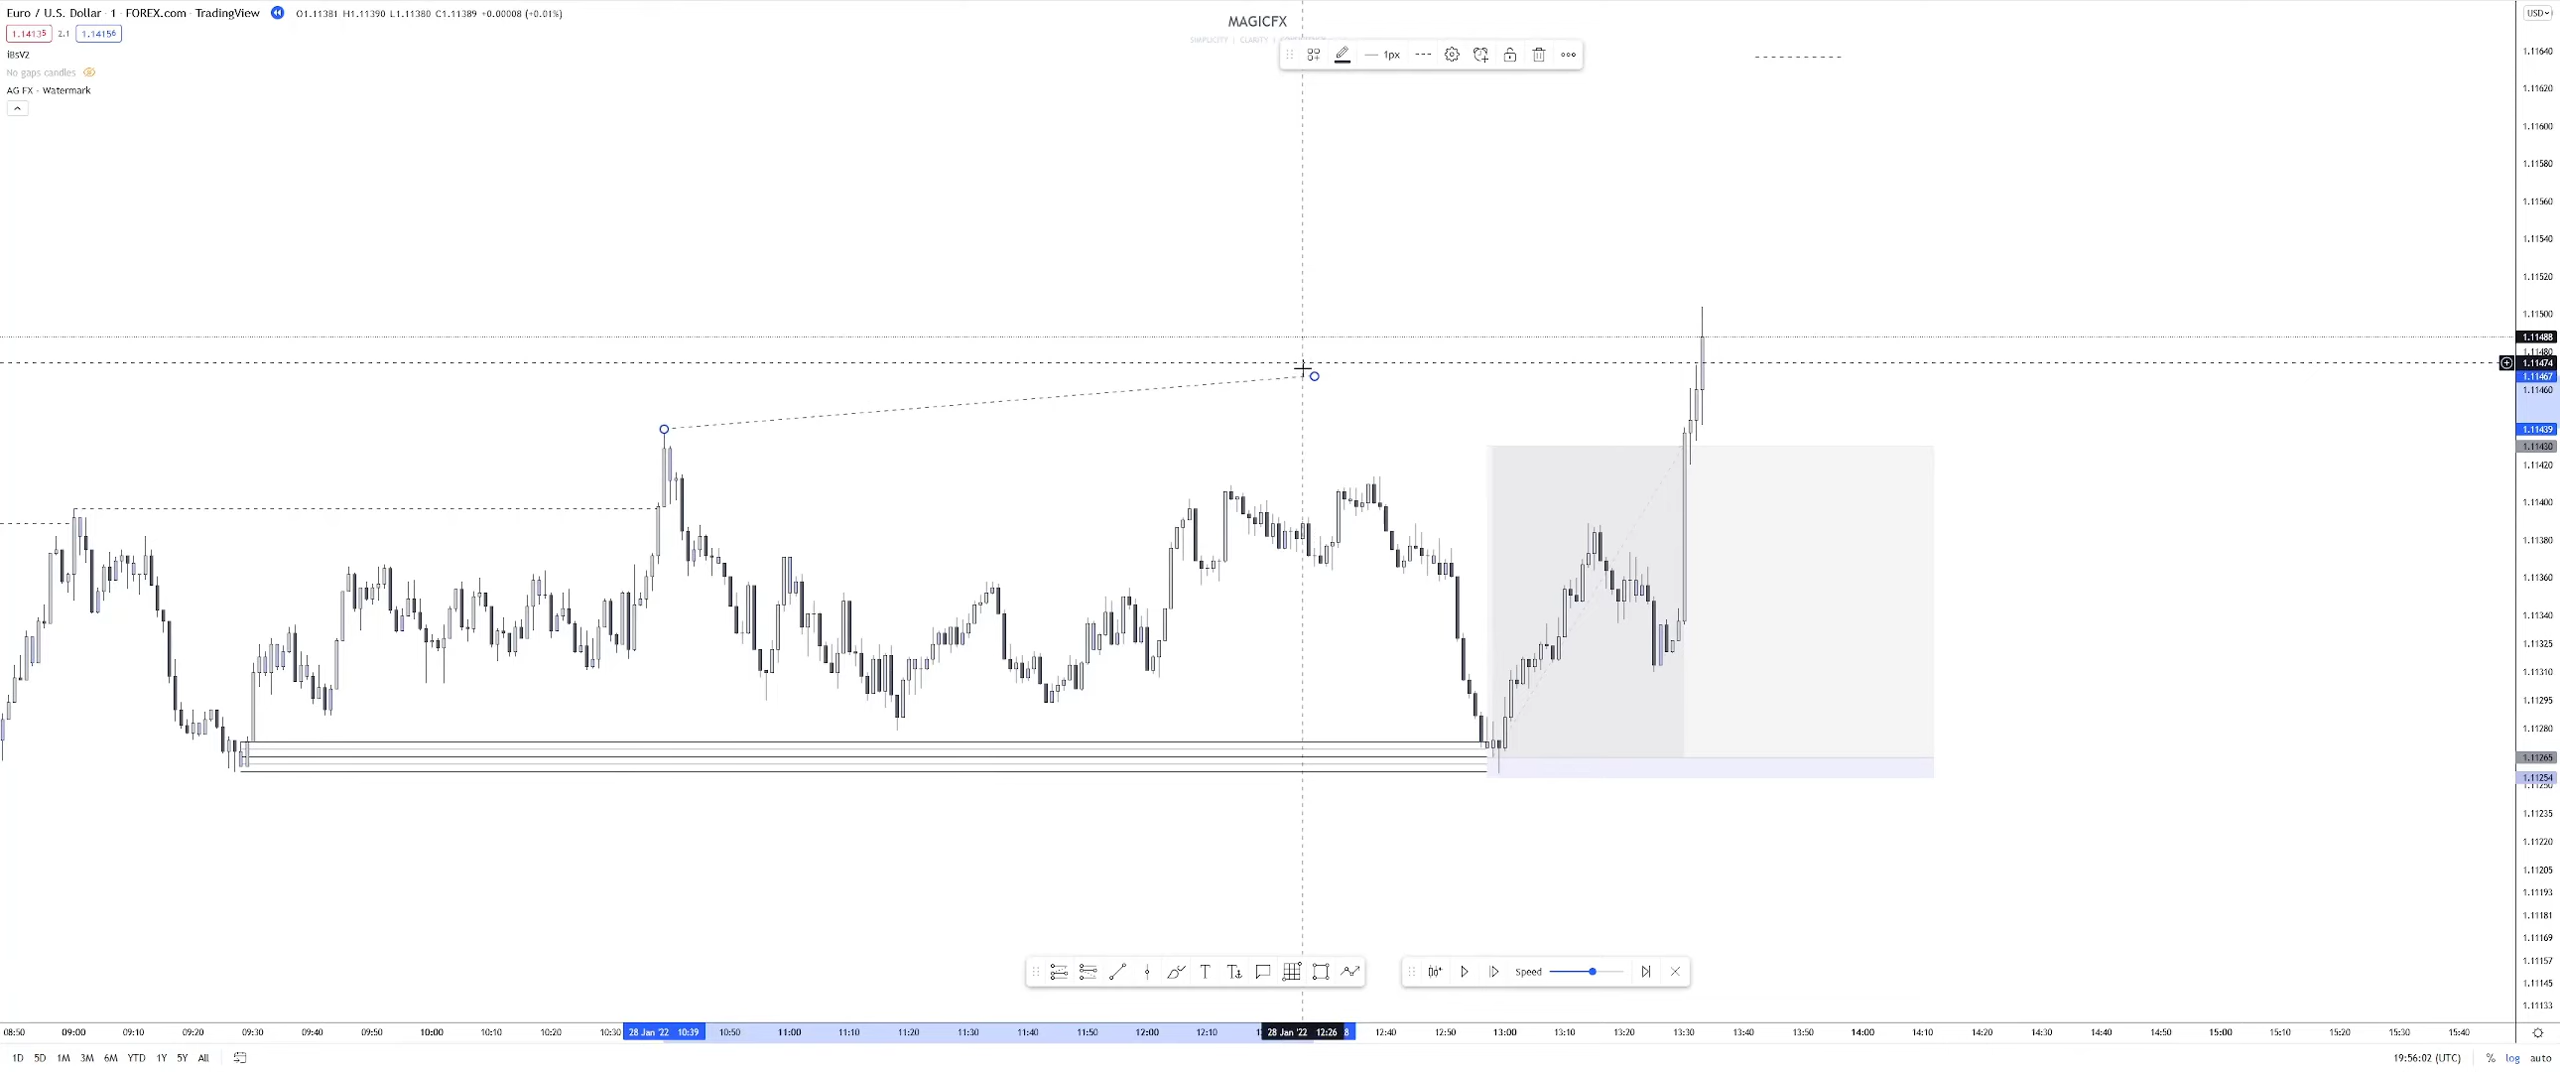 Euro / U.S. Dollar · 1 · FOREX.com · TradingView
O1.11381 H1.11390 L1.11380 C1.11389 +0.00008 (+0.01%)
1.14135 2.1 1.14156
iBsV2
No gaps candles
AG FX - Watermark
MAGICFX
SIMPLICITY | CLARITY |
1px
USD
1.11640
1.11620
1.11600
1.11580
1.11560
1.11540
1.11520
1.11500
1.11488
1.11480
1.11474
1.11467
1.11460
1.11439
1.11430
1.11420
1.11400
1.11380
1.11360
1.11340
1.11325
1.11310
1.11295
1.11280
1.11265
1.11254
1.11250
1.11235
1.11220
1.11205
1.11193
1.11181
1.11169
1.11157
1.11145
1.11133
Speed
08:50 09:00 09:10 09:20 09:30 09:40 09:50 10:00 10:10 10:20 10:30 28 Jan '22 10:39 10:50 11:00 11:10 11:20 11:30 11:40 11:50 12:00 12:10 28 Jan '22 12:26 8 12:40 12:50 13:00 13:10 13:20 13:30 13:40 13:50 14:00 14:10 14:20 14:30 14:40 14:50 15:00 15:10 15:20 15:30 15:40
1D 5D 1M 3M 6M YTD 1Y 5Y All
19:56:02 (UTC) % log auto